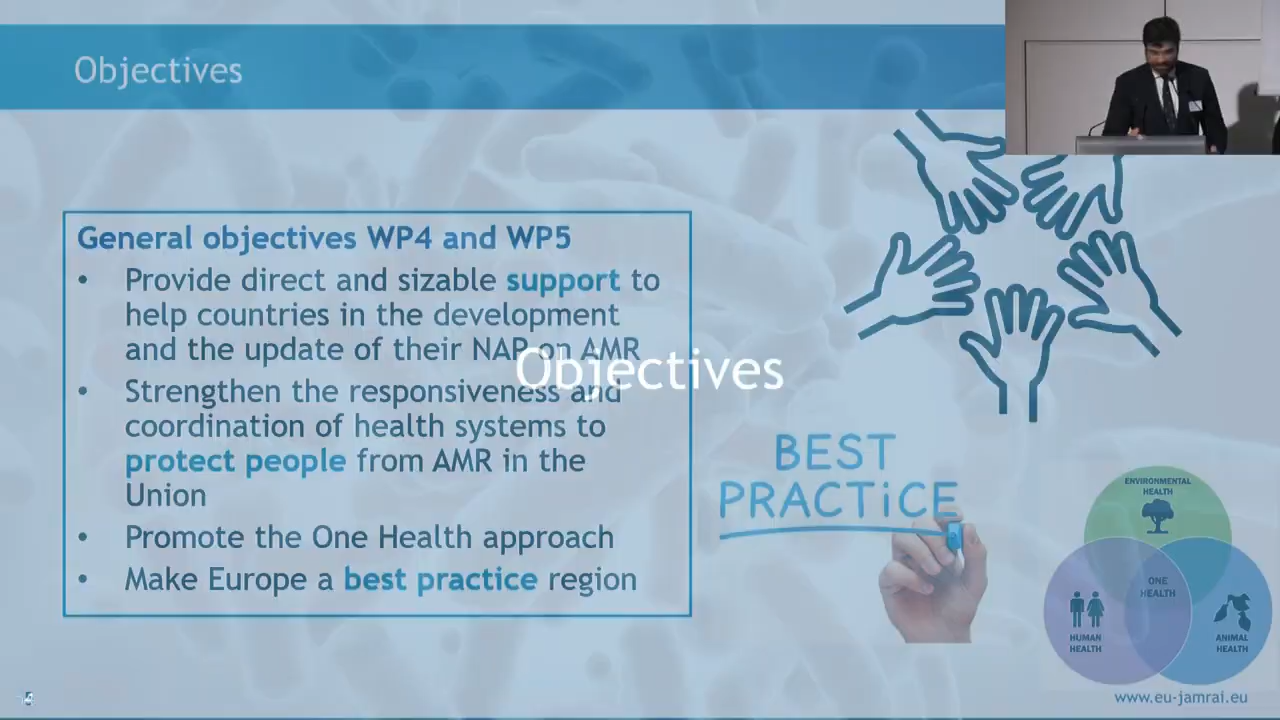 Objectives
General objectives WP4 and WP5
• Provide direct and sizable support to
help countries in the development
and the update of their NAP on AMR
Objectives
• Strengthen the responsiveness and
coordination of health systems to
protect people from AMR in the
Union
• Promote the One Health approach
• Make Europe a best practice region
BEST
PRACTiCE
ENVIRONMENTAL
HEALTH
ONE
HEALTH
HUMAN
HEALTH
ANIMAL
HEALTH
www.eu-jamrai.eu